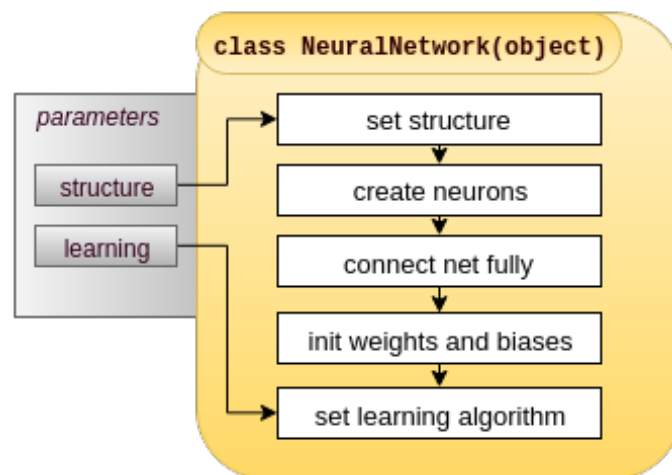 class NeuralNetwork(object)
parameters
structure
learning
set structure
create neurons
connect net fully
init weights and biases
set learning algorithm